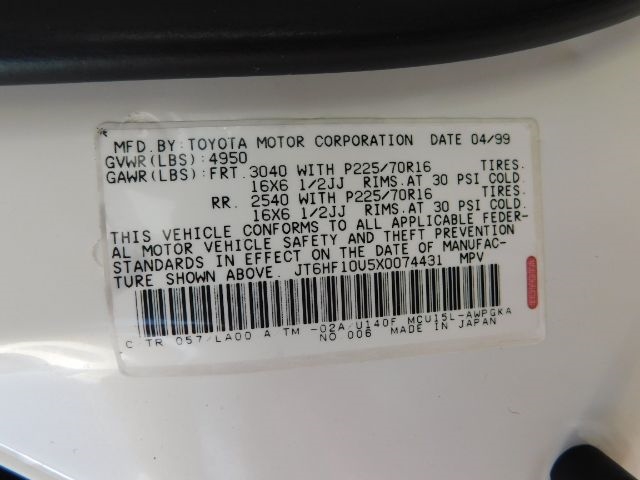 MFD. BY: TOYOTA MOTOR CORPORATION DATE 04/99
GVWR(LBS): 4950
GAWR(LBS): FRT. 3040 WITH P225/70R16 TIRES.
16X6 1/2JJ RIMS. AT 30 PSI COLD.
RR. 2540 WITH P225/70R16 TIRES.
16X6 1/2JJ RIMS. AT 30 PSI COLD.
THIS VEHICLE CONFORMS TO ALL APPLICABLE FEDER-
AL MOTOR VEHICLE SAFETY AND THEFT PREVENTION
STANDARDS IN EFFECT ON THE DATE OF MANUFAC-
TURE SHOWN ABOVE. JT6HF10U5X0074431 MPV
C TR 057/LA00 A TM -02A/U140F MCU15L-AWPGKA
NO 006 MADE IN JAPAN